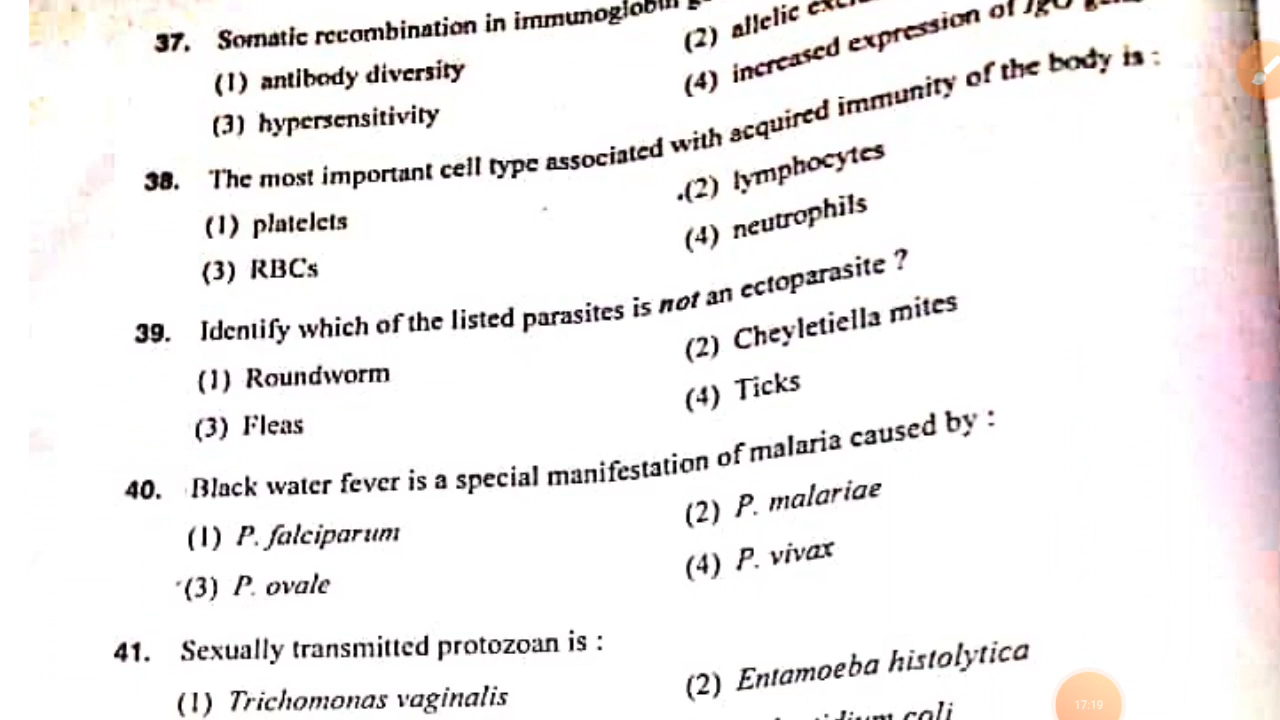 37. Somatic recombination in immunoglobin
(1) antibody diversity
(2) allelic
(3) hypersensitivity
(4) increased expression of IgG
38. The most important cell type associated with acquired immunity of the body is :
(1) platelets
(2) lymphocytes
(3) RBCs
(4) neutrophils
39. Identify which of the listed parasites is not an ectoparasite ?
(1) Roundworm
(2) Cheyletiella mites
(3) Fleas
(4) Ticks
40. Black water fever is a special manifestation of malaria caused by :
(1) P. falciparum
(2) P. malariae
(3) P. ovale
(4) P. vivax
41. Sexually transmitted protozoan is :
(1) Trichomonas vaginalis
(2) Entamoeba histolytica
coli
17:19